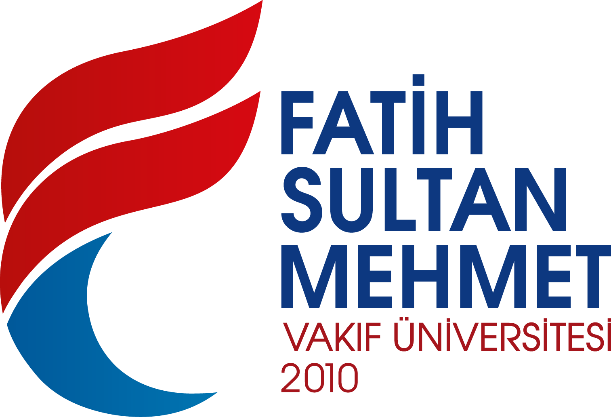 FATİH
SULTAN
MEHMET
VAKIF ÜNİVERSİTESİ
2010